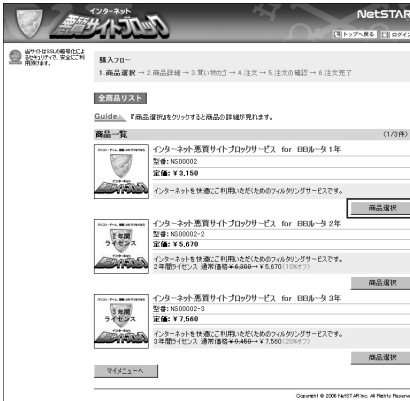 インターネット
悪質サイトブロック
NetSTAR
トップへ戻る
ログイン
当サイトはSSLの暗号化によるセキュリティで、安全にご利用頂けます。
購入フロー
1.商品選択 → 2.商品詳細 → 3.買い物カゴ → 4.注文 → 5.注文の確認 → 6.注文完了
全商品リスト
Guide 『商品選択』をクリックすると商品の詳細が見れます。
商品一覧 (1/3件)
インターネット悪質サイトブロックサービス for BBルータ 1年
型番: NS00002
定価: ¥3,150
インターネットを快適にご利用いただくためのフィルタリングサービスです。
商品選択
2年間
ライセンス
インターネット悪質サイトブロックサービス for BBルータ 2年
型番: NS00002-2
定価: ¥5,670
インターネットを快適にご利用いただくためのフィルタリングサービスです。
2年間ライセンス 通常価格¥6,300→¥5,670(10%オフ)
商品選択
3年間
ライセンス
インターネット悪質サイトブロックサービス for BBルータ 3年
型番: NS00002-3
定価: ¥7,560
インターネットを快適にご利用いただくためのフィルタリングサービスです。
3年間ライセンス 通常価格¥9,450→¥7,560(20%オフ)
商品選択
マイメニューへ
Copyright © 2006 NetSTAR Inc. All Rights Reserve